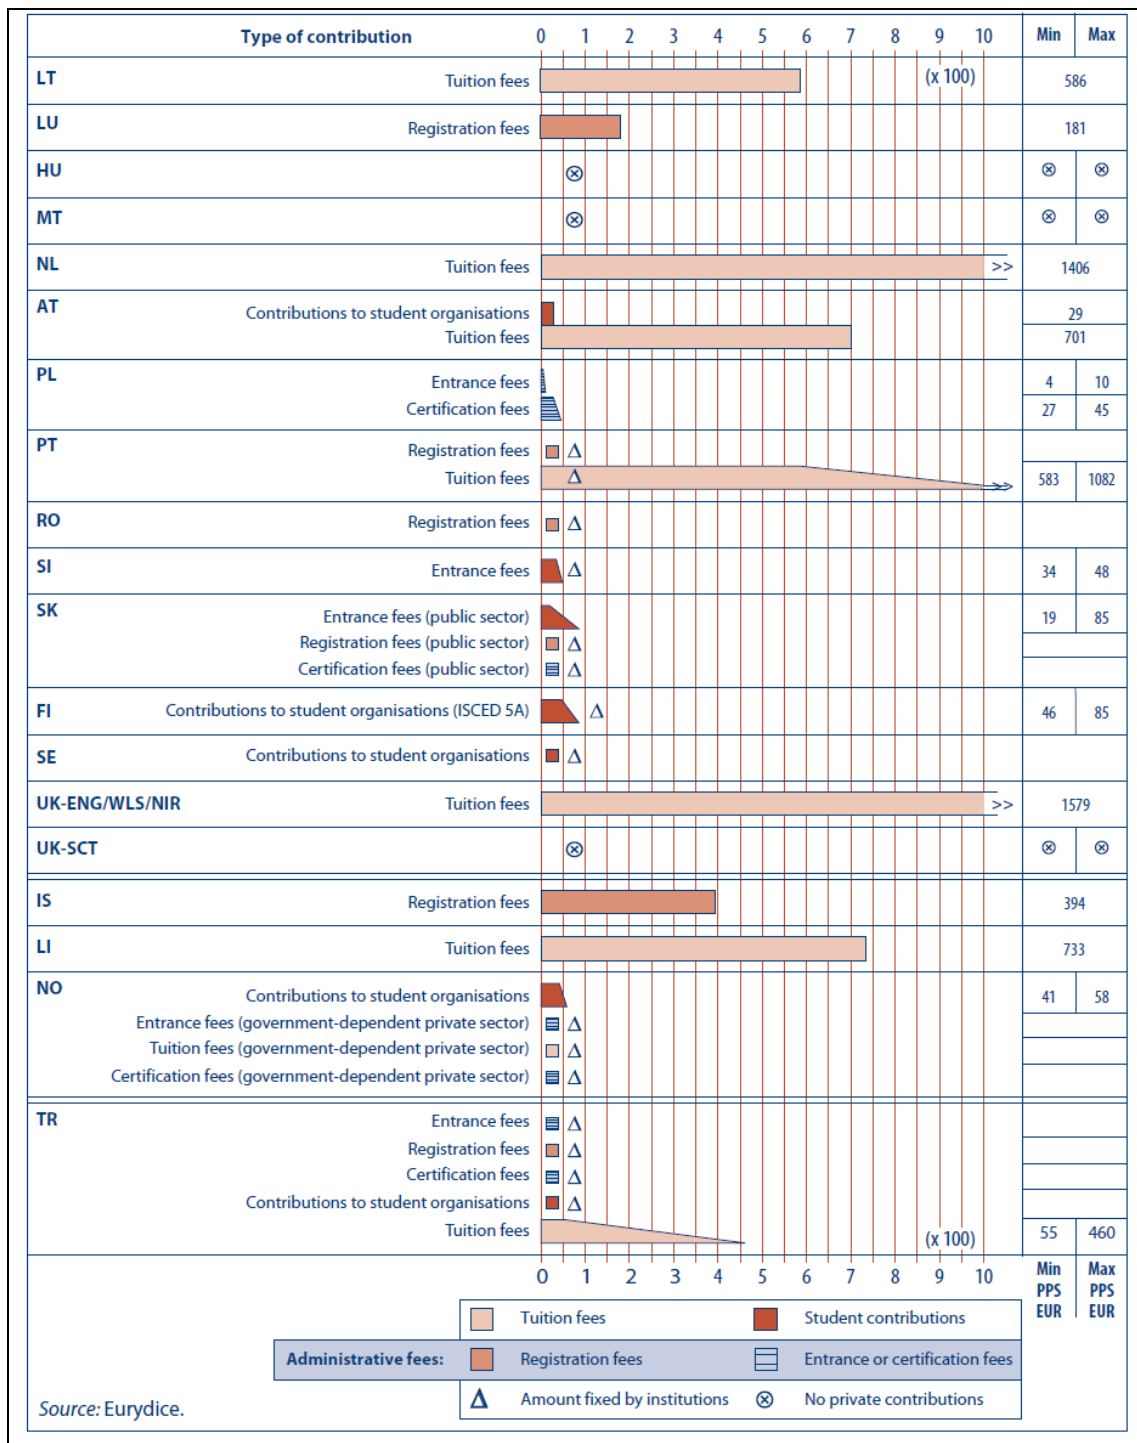 Type of contribution 0 1 2 3 4 5 6 7 8 9 10 Min Max
LT Tuition fees (x 100) 586
LU Registration fees 181
HU
MT
NL Tuition fees >> 1406
AT Contributions to student organisations 29
Tuition fees 701
PL Entrance fees 4 10
Certification fees 27 45
PT Registration fees Δ
Tuition fees Δ >> 583 1082
RO Registration fees Δ
SI Entrance fees Δ 34 48
SK Entrance fees (public sector) 19 85
Registration fees (public sector) Δ
Certification fees (public sector) Δ
FI Contributions to student organisations (ISCED 5A) Δ 46 85
SE Contributions to student organisations Δ
UK-ENG/WLS/NIR Tuition fees >> 1579
UK-SCT
IS Registration fees 394
LI Tuition fees 733
NO Contributions to student organisations 41 58
Entrance fees (government-dependent private sector) Δ
Tuition fees (government-dependent private sector) Δ
Certification fees (government-dependent private sector) Δ
TR Entrance fees Δ
Registration fees Δ
Certification fees Δ
Contributions to student organisations Δ
Tuition fees (x 100) 55 460
0 1 2 3 4 5 6 7 8 9 10 Min PPS EUR Max PPS EUR
Tuition fees Student contributions
Administrative fees: Registration fees Entrance or certification fees
Δ Amount fixed by institutions No private contributions
Source: Eurydice.